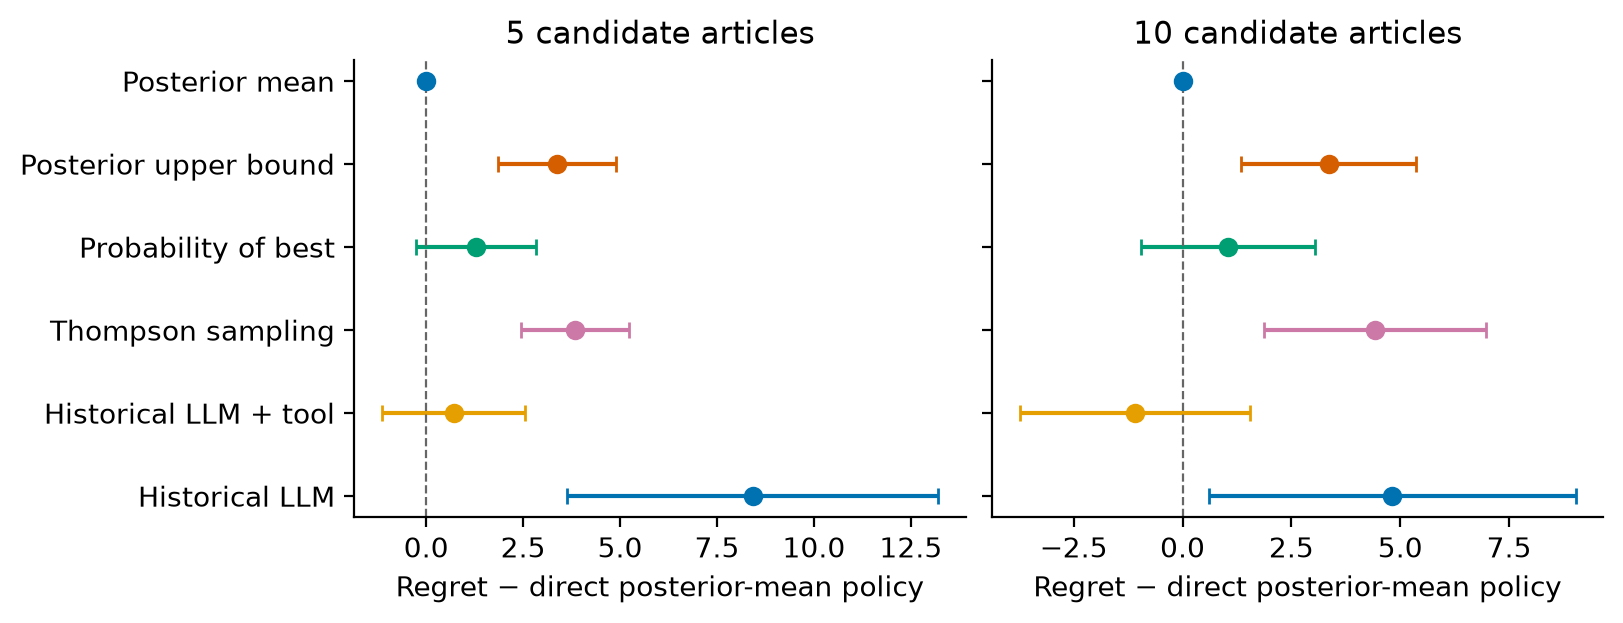 5 candidate articles
10 candidate articles
Posterior mean
Posterior upper bound
Probability of best
Thompson sampling
Historical LLM + tool
Historical LLM
0.0 2.5 5.0 7.5 10.0 12.5
−2.5 0.0 2.5 5.0 7.5
Regret − direct posterior-mean policy
Regret − direct posterior-mean policy